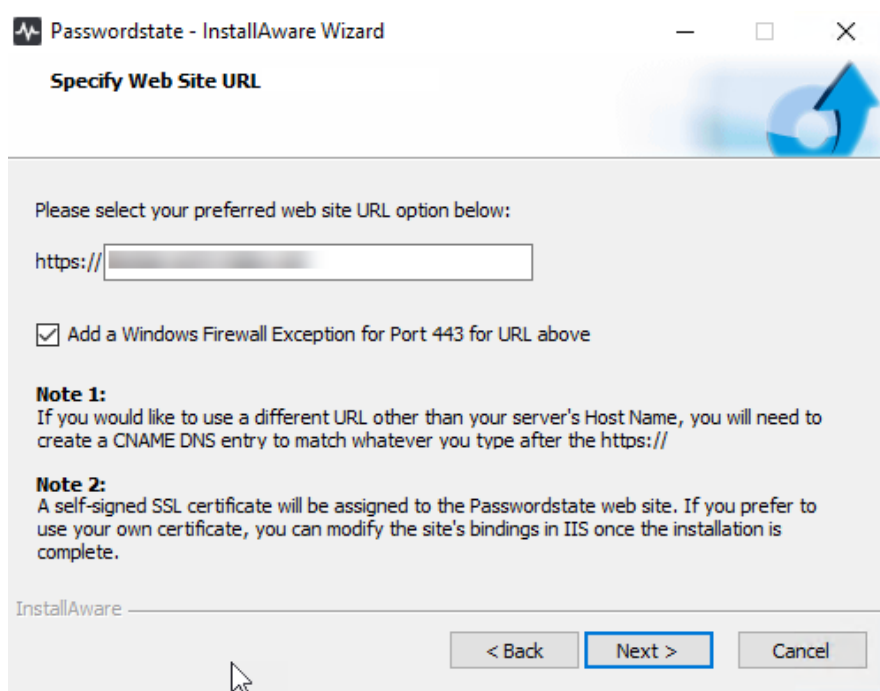 Passwordstate - InstallAware Wizard
Specify Web Site URL
Please select your preferred web site URL option below:
https://
Add a Windows Firewall Exception for Port 443 for URL above
Note 1:
If you would like to use a different URL other than your server's Host Name, you will need to
create a CNAME DNS entry to match whatever you type after the https://
Note 2:
A self-signed SSL certificate will be assigned to the Passwordstate web site. If you prefer to
use your own certificate, you can modify the site's bindings in IIS once the installation is
complete.
InstallAware
< Back Next > Cancel